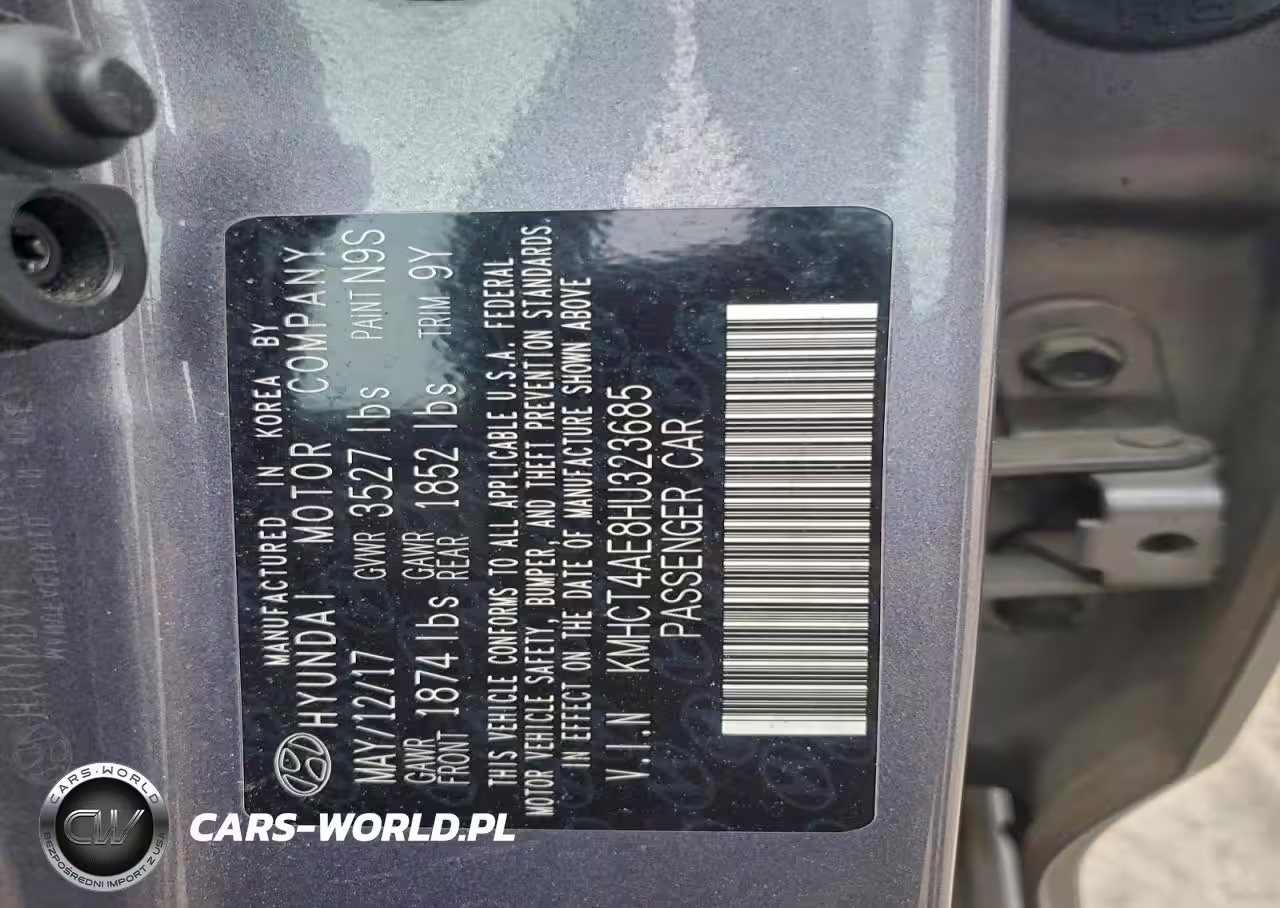 MANUFACTURED IN KOREA BY
HYUNDAI MOTOR COMPANY
MAY/12/17 GVWR 3527 lbs PAINT N9S
GAWR FRONT 1874 lbs GAWR REAR 1852 lbs TRIM 9Y
THIS VEHICLE CONFORMS TO ALL APPLICABLE U.S.A. FEDERAL
MOTOR VEHICLE SAFETY, BUMPER, AND THEFT PREVENTION STANDARDS.
IN EFFECT ON THE DATE OF MANUFACTURE SHOWN ABOVE
V.I.N KMHCT4AE8HU323685
PASSENGER CAR
CARS-WORLD
CW
BEZPOŚREDNI IMPORT Z USA
CARS-WORLD.PL